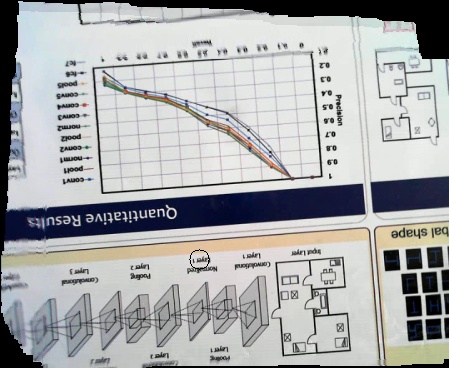 Pooling
Layer 1
Layer 2
Input Layer
Convolutional
Layer 1
Normalized
Layer 1
Pooling
Layer 2
Convolutional
Layer 3
bal shape
Quantitative Results
1
0.9
0.8
0.7
0.6
0.5
0.4
0.3
0.2
Precision
conv1
pool1
norm1
conv2
pool2
norm2
conv3
conv4
conv5
pool5
fc6
fc7
0 0.1 0.2 0.3 0.4 0.5 0.6 0.7 0.8 0.9 1
Recall